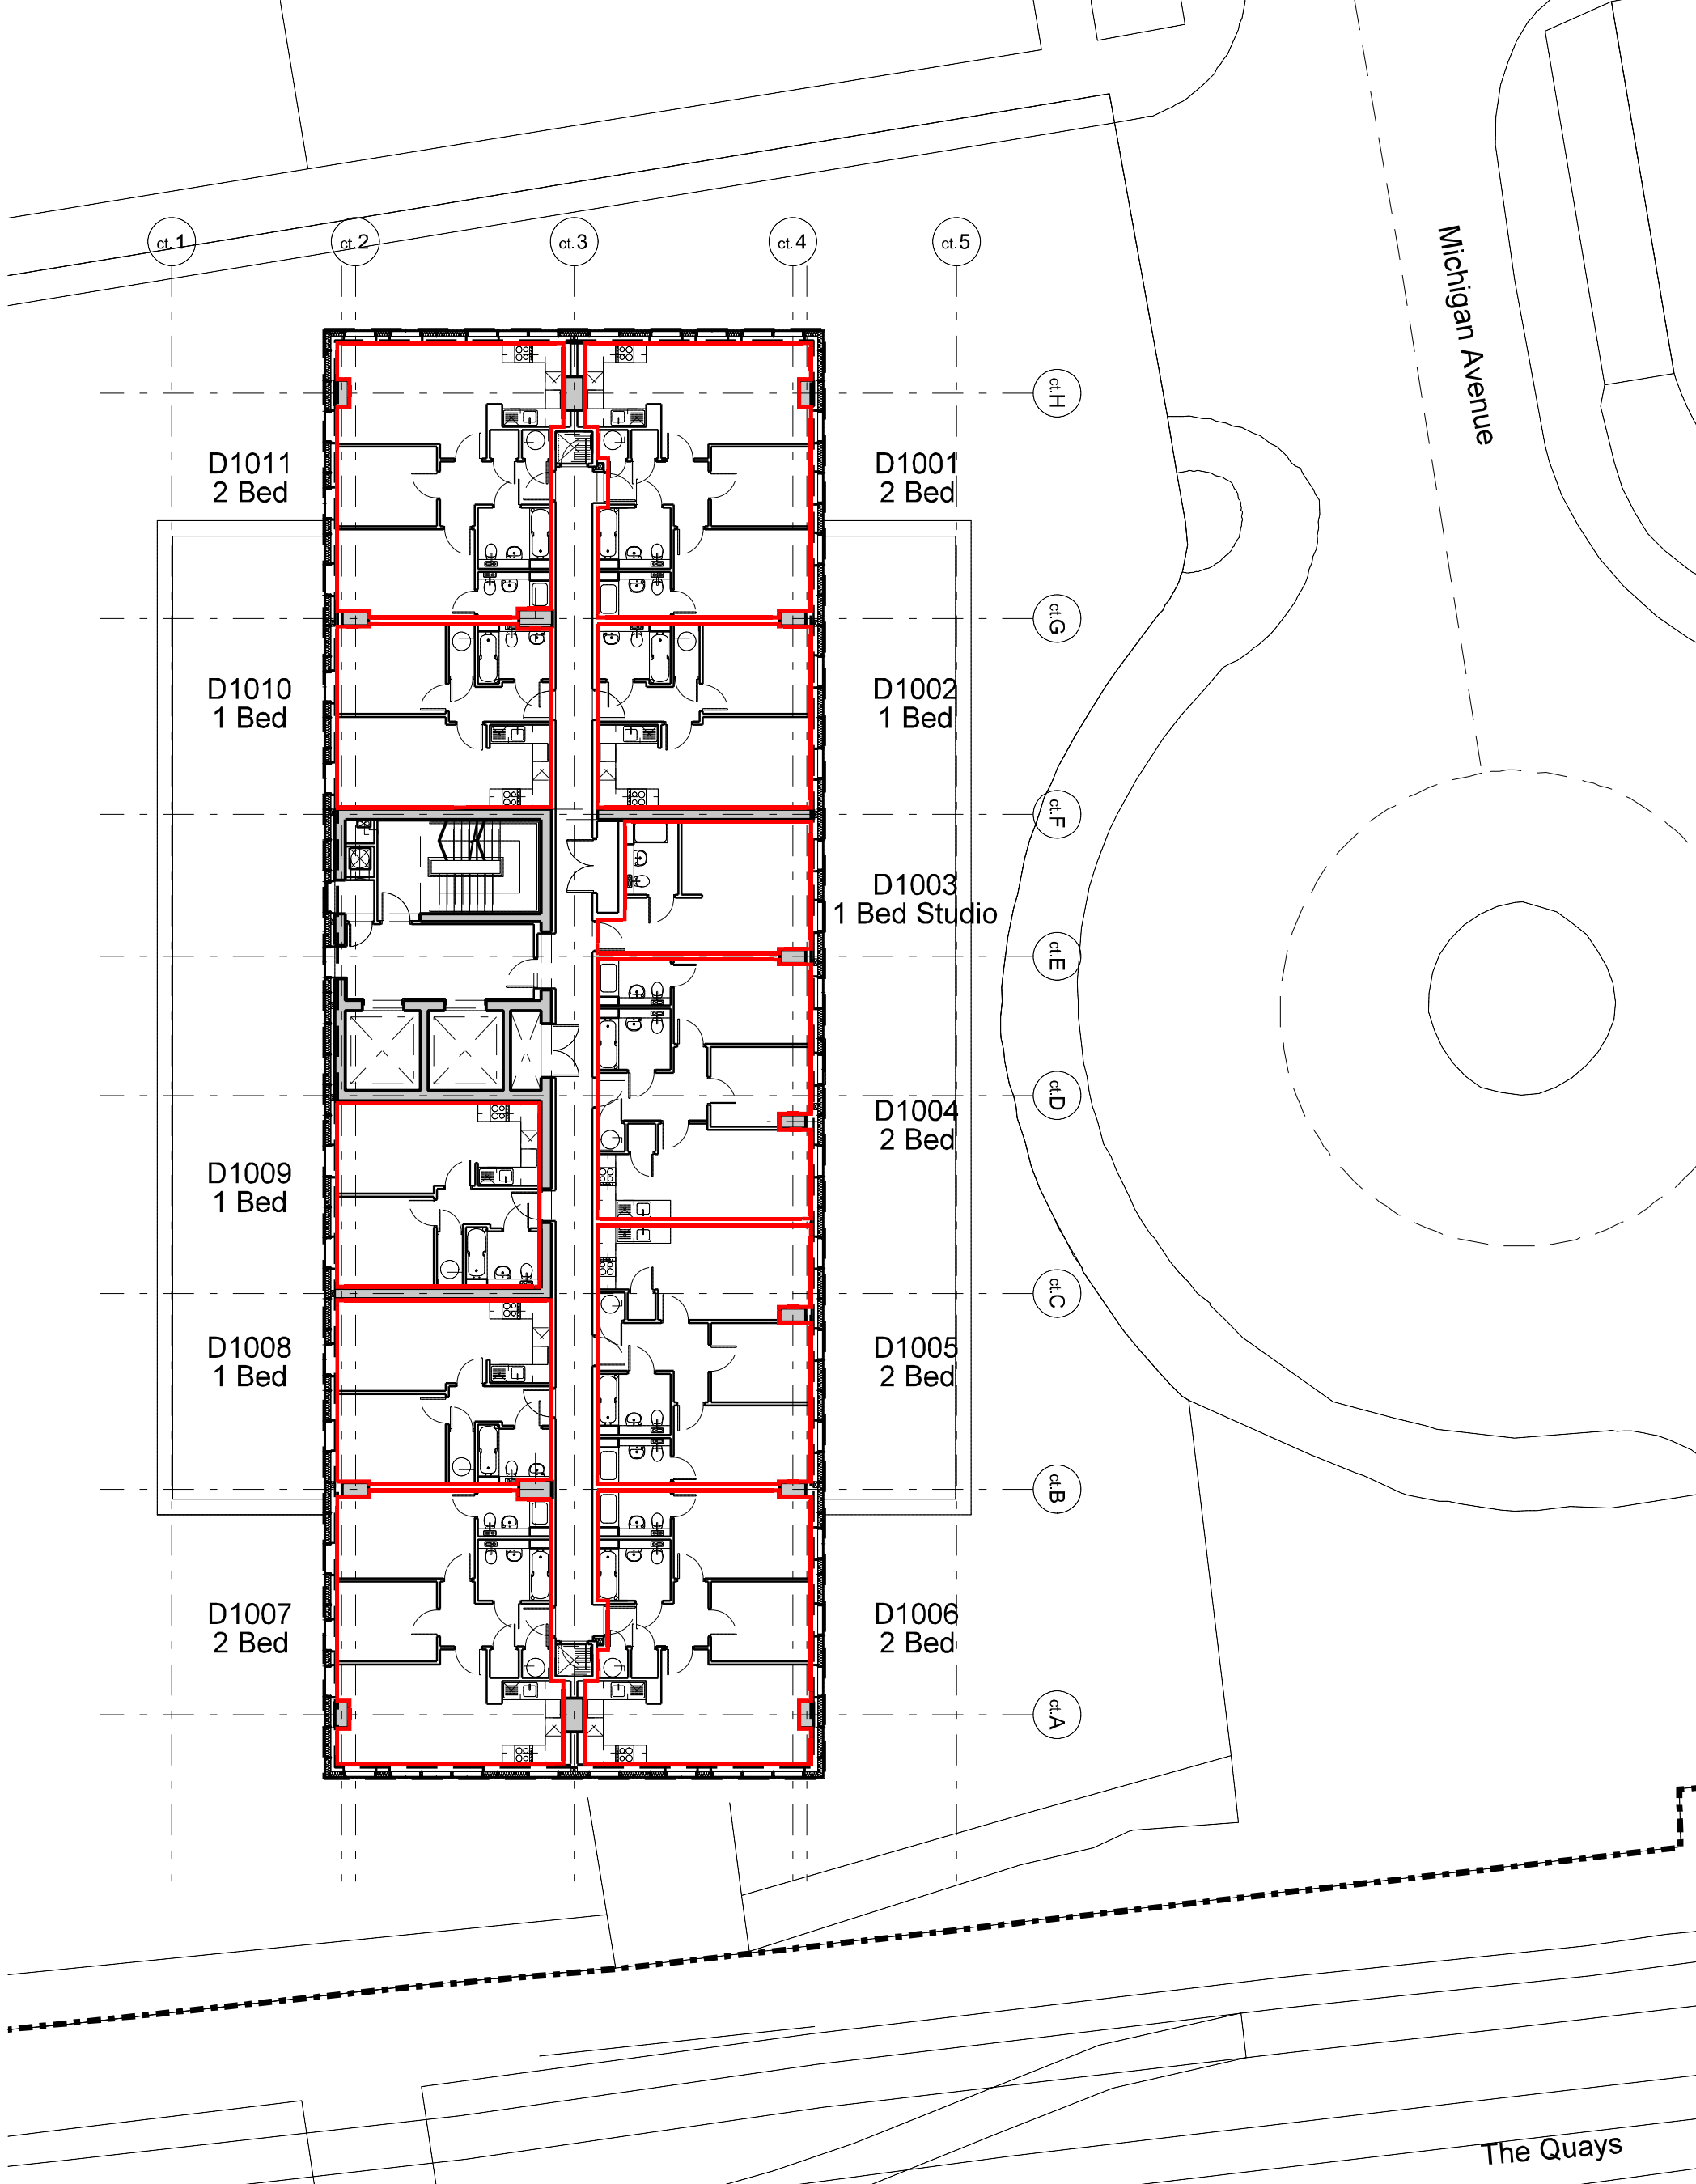 ct.1
ct.2
ct.3
ct.4
ct.5
Michigan Avenue
ct.H
D1011
2 Bed
D1001
2 Bed
ct.G
D1010
1 Bed
D1002
1 Bed
ct.F
D1003
1 Bed Studio
ct.E
ct.D
D1004
2 Bed
D1009
1 Bed
ct.C
D1008
1 Bed
D1005
2 Bed
ct.B
D1007
2 Bed
D1006
2 Bed
ct.A
The Quays